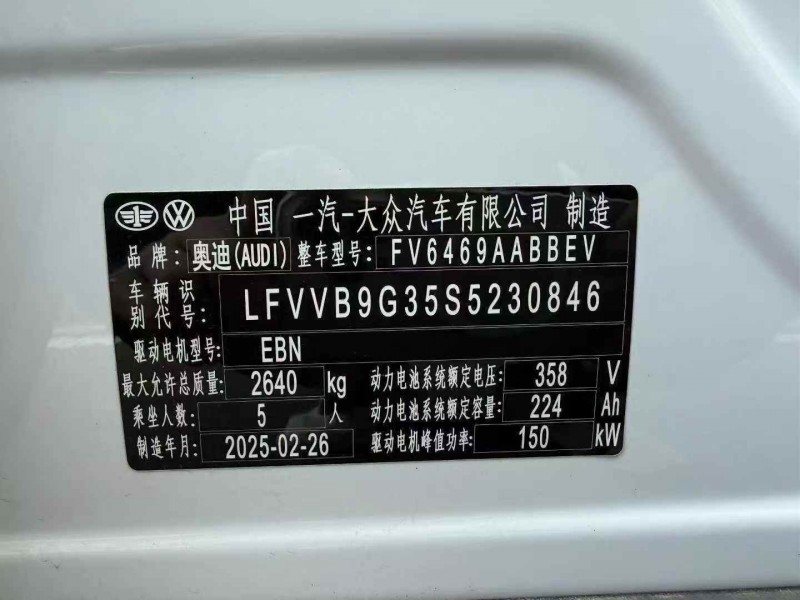 中国 一汽-大众汽车有限公司 制造
品牌: 奥迪(AUDI) 整车型号: FV6469AABBEV
车辆识别代号: LFVVB9G35S5230846
驱动电机型号: EBN
最大允许总质量: 2640 kg 动力电池系统额定电压: 358 V
乘坐人数: 5 人 动力电池系统额定容量: 224 Ah
制造年月: 2025-02-26 驱动电机峰值功率: 150 kW